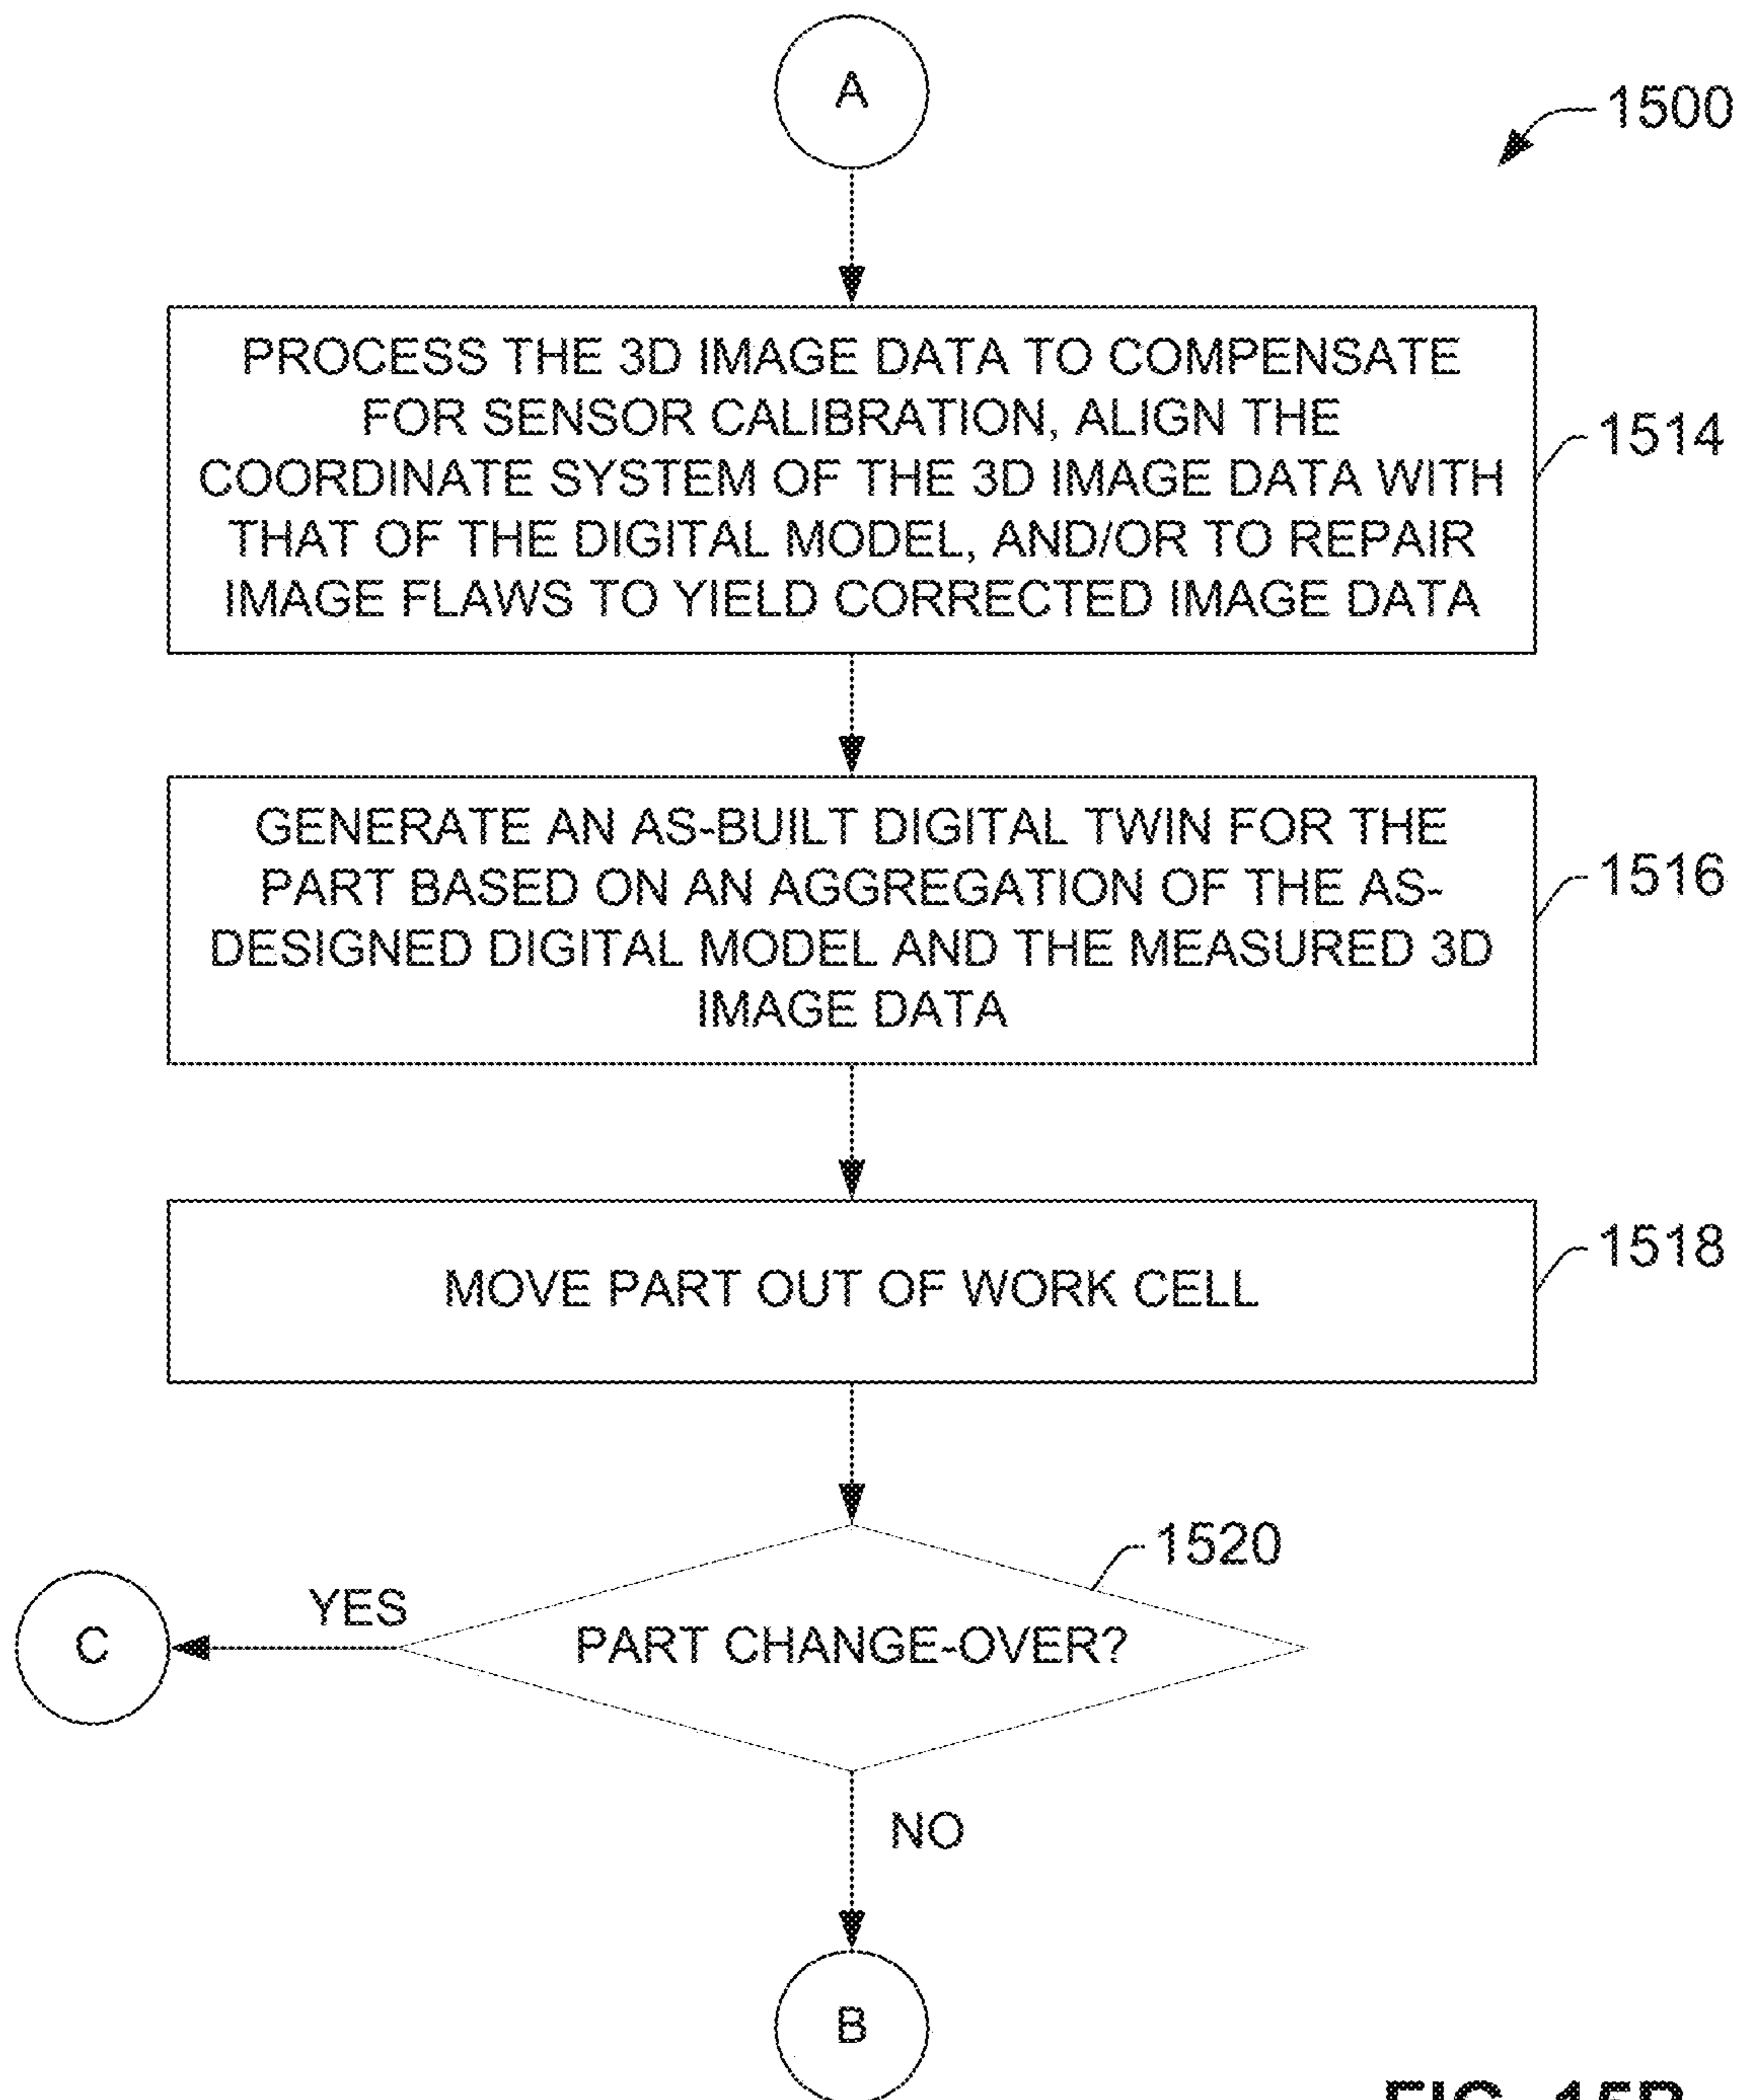 A
1500
PROCESS THE 3D IMAGE DATA TO COMPENSATE
FOR SENSOR CALIBRATION, ALIGN THE
COORDINATE SYSTEM OF THE 3D IMAGE DATA WITH
THAT OF THE DIGITAL MODEL, AND/OR TO REPAIR
IMAGE FLAWS TO YIELD CORRECTED IMAGE DATA
1514
GENERATE AN AS-BUILT DIGITAL TWIN FOR THE
PART BASED ON AN AGGREGATION OF THE AS-
DESIGNED DIGITAL MODEL AND THE MEASURED 3D
IMAGE DATA
1516
MOVE PART OUT OF WORK CELL
1518
1520
PART CHANGE-OVER?
YES
C
NO
B
FIG. 15B